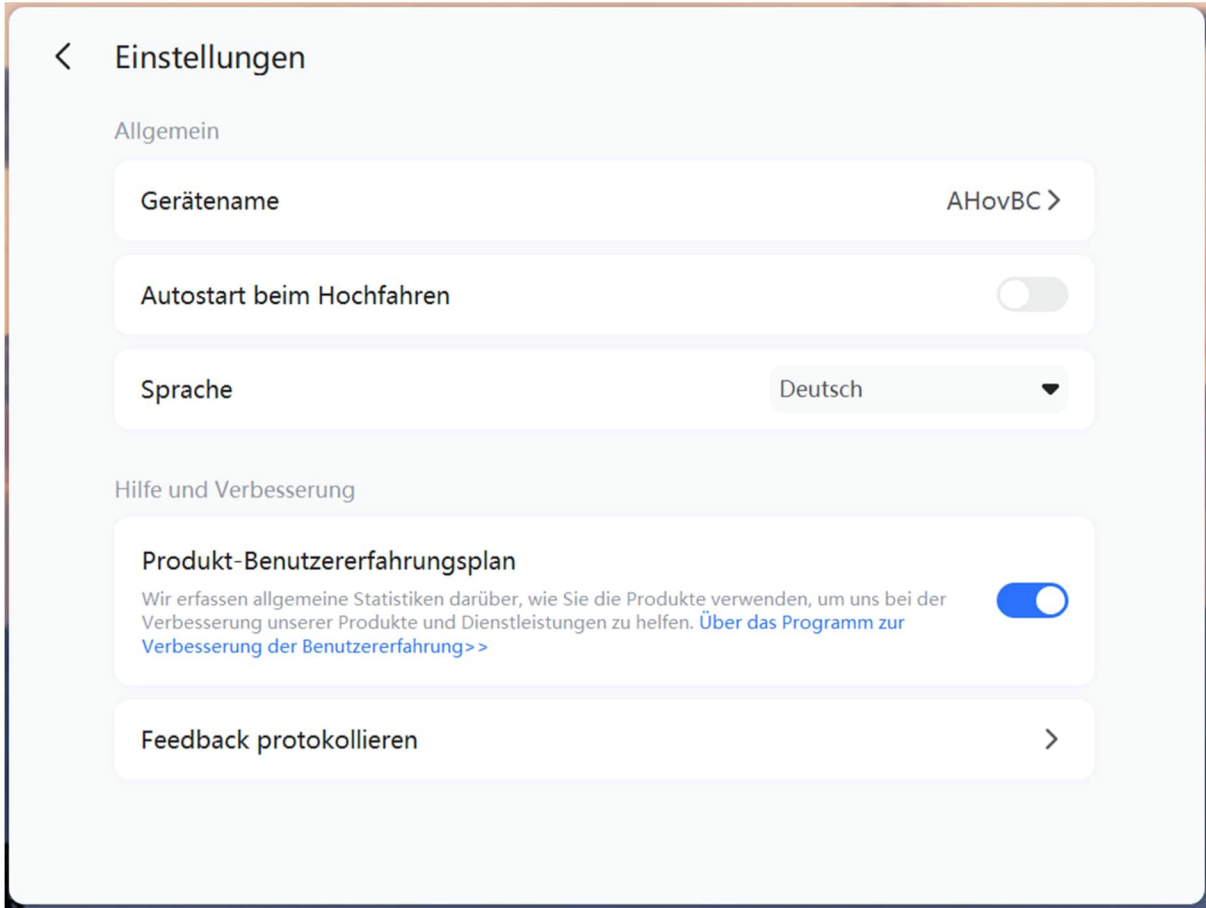 Einstellungen
Allgemein
Gerätename
AHovBC
Autostart beim Hochfahren
Sprache
Deutsch
Hilfe und Verbesserung
Produkt-Benutzererfahrungsplan
Wir erfassen allgemeine Statistiken darüber, wie Sie die Produkte verwenden, um uns bei der
Verbesserung unserer Produkte und Dienstleistungen zu helfen. Über das Programm zur
Verbesserung der Benutzererfahrung>>
Feedback protokollieren